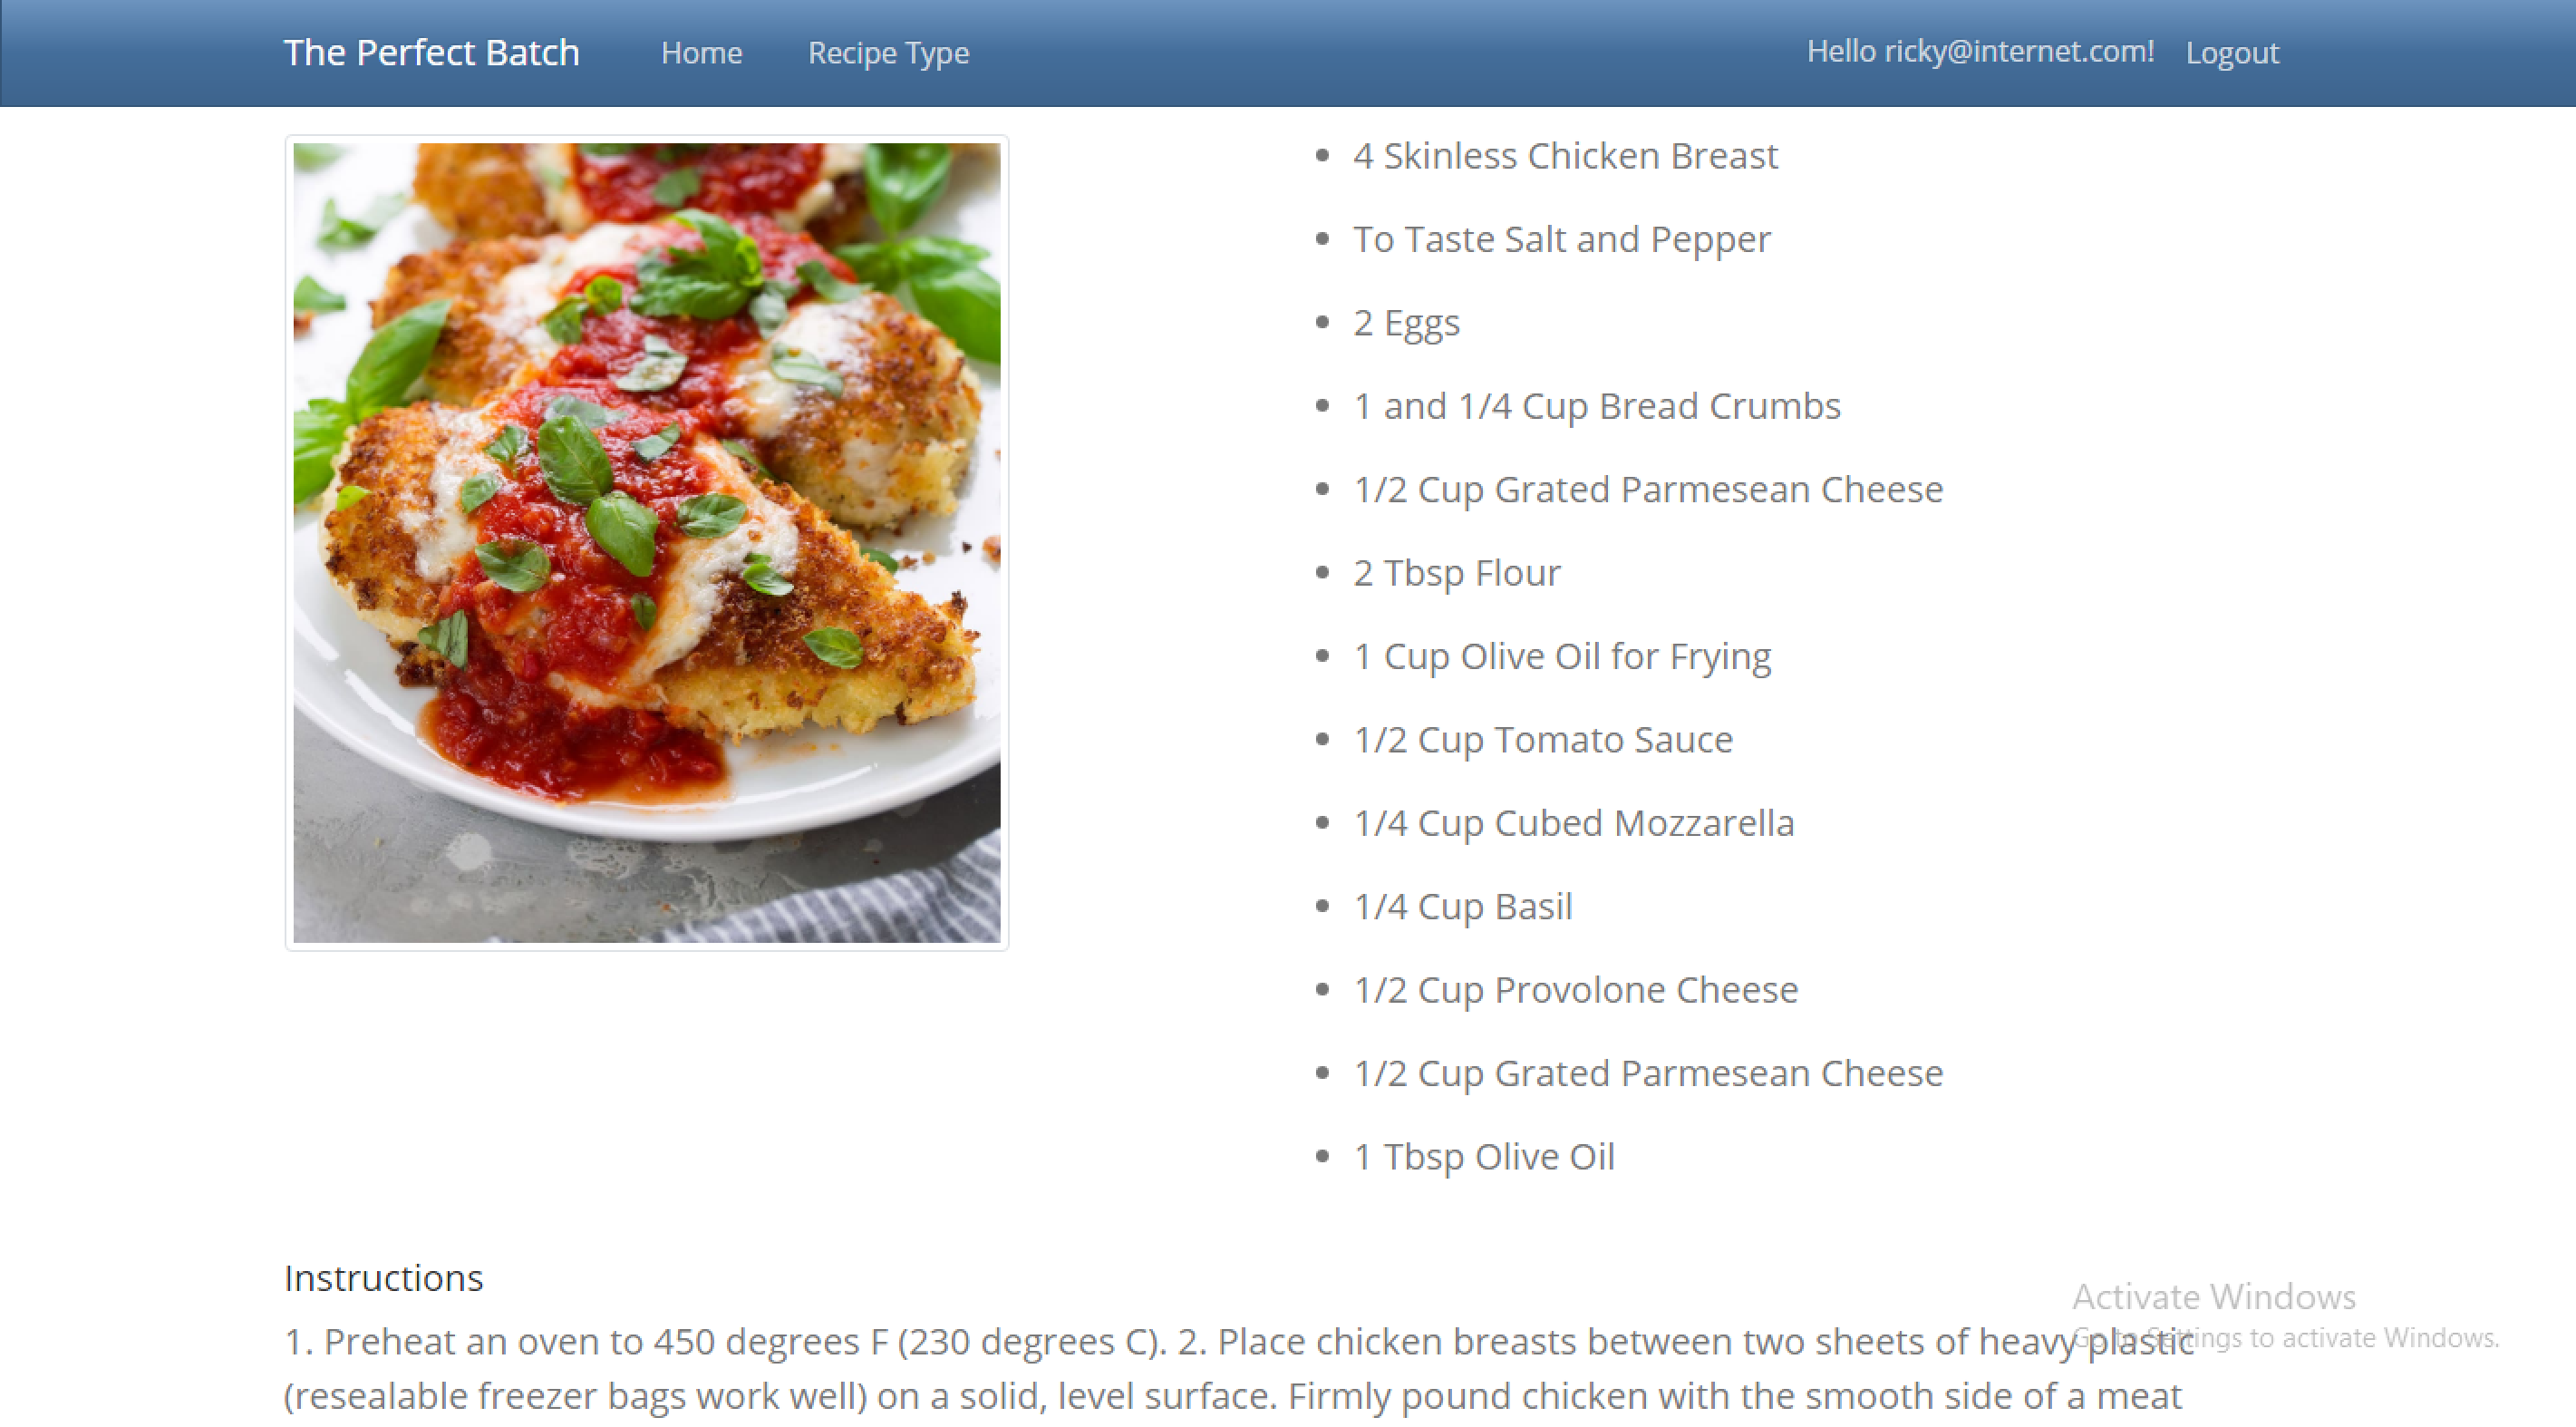 The Perfect Batch Home Recipe Type Hello ricky@internet.com! Logout
4 Skinless Chicken Breast
To Taste Salt and Pepper
2 Eggs
1 and 1/4 Cup Bread Crumbs
1/2 Cup Grated Parmesean Cheese
2 Tbsp Flour
1 Cup Olive Oil for Frying
1/2 Cup Tomato Sauce
1/4 Cup Cubed Mozzarella
1/4 Cup Basil
1/2 Cup Provolone Cheese
1/2 Cup Grated Parmesean Cheese
1 Tbsp Olive Oil
Instructions
1. Preheat an oven to 450 degrees F (230 degrees C). 2. Place chicken breasts between two sheets of heavy plastic
(resealable freezer bags work well) on a solid, level surface. Firmly pound chicken with the smooth side of a meat
Activate Windows
Go to Settings to activate Windows.